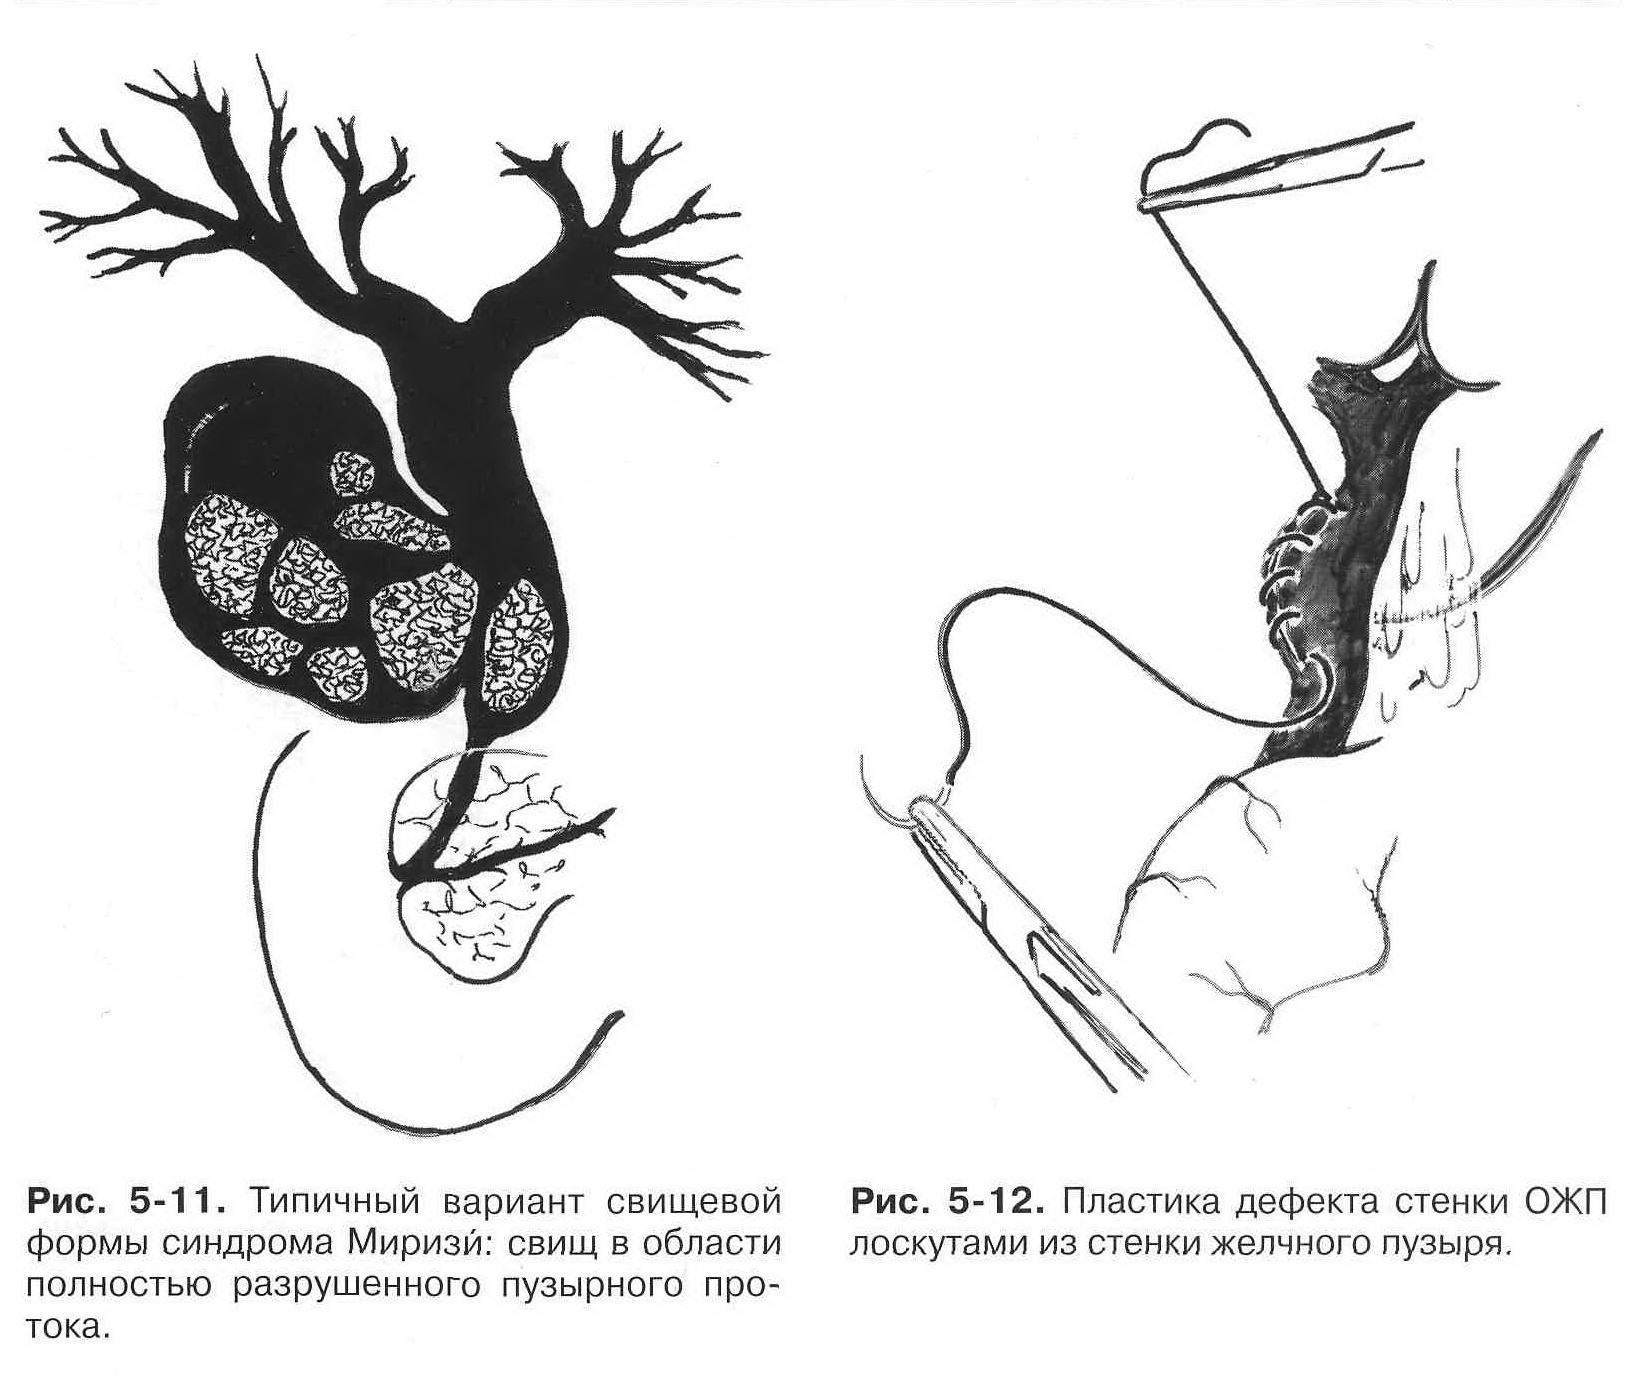 Рис. 5-11. Типичный вариант свищевой
формы синдрома Миризи́: свищ в области
полностью разрушенного пузырного про-
тока.
Рис. 5-12. Пластика дефекта стенки ОЖП
лоскутами из стенки желчного пузыря.